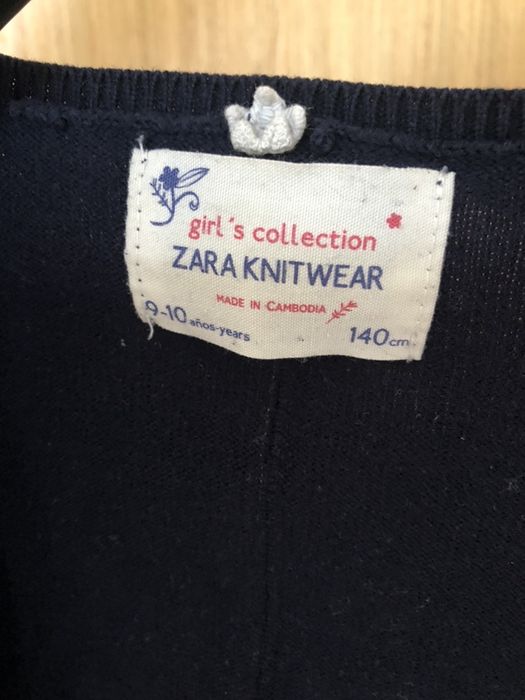 girl´s collection
ZARA KNITWEAR
MADE IN CAMBODIA
9-10 años-years 140cm